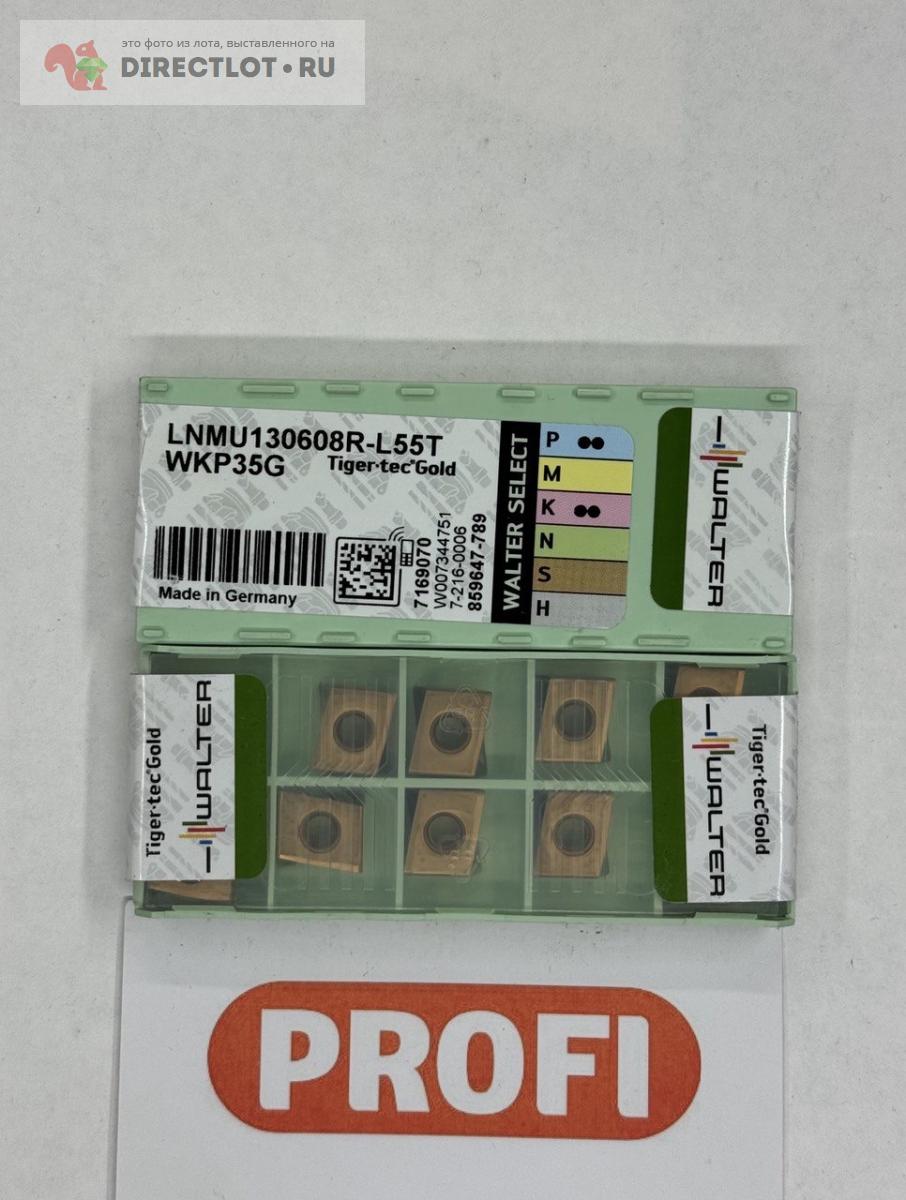 это фото из лота, выставленного на
DIRECTLOT•RU
LNMU130608R-L55T
WKP35G Tiger·tec®Gold
Made in Germany
7169070
W007344751
7-216-0006
859647-789
WALTER SELECT
P
M
K
N
S
H
WALTER
Tiger·tec®Gold
WALTER
WALTER
Tiger·tec®Gold
PROFI